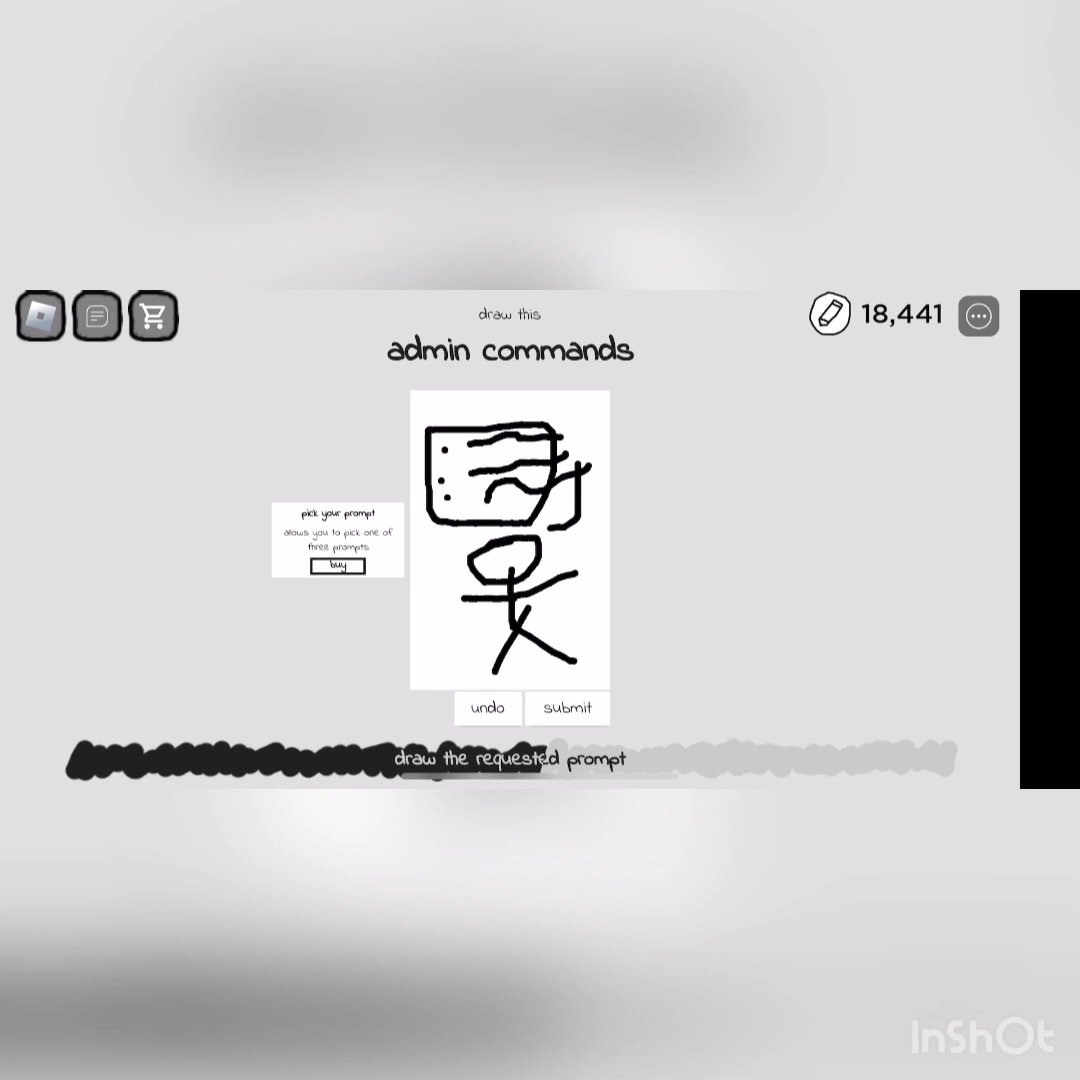 draw this
18,441
admin commands
pick your prompt
allows you to pick one of
three prompts
buy
undo
submit
draw the requested prompt
InShOt